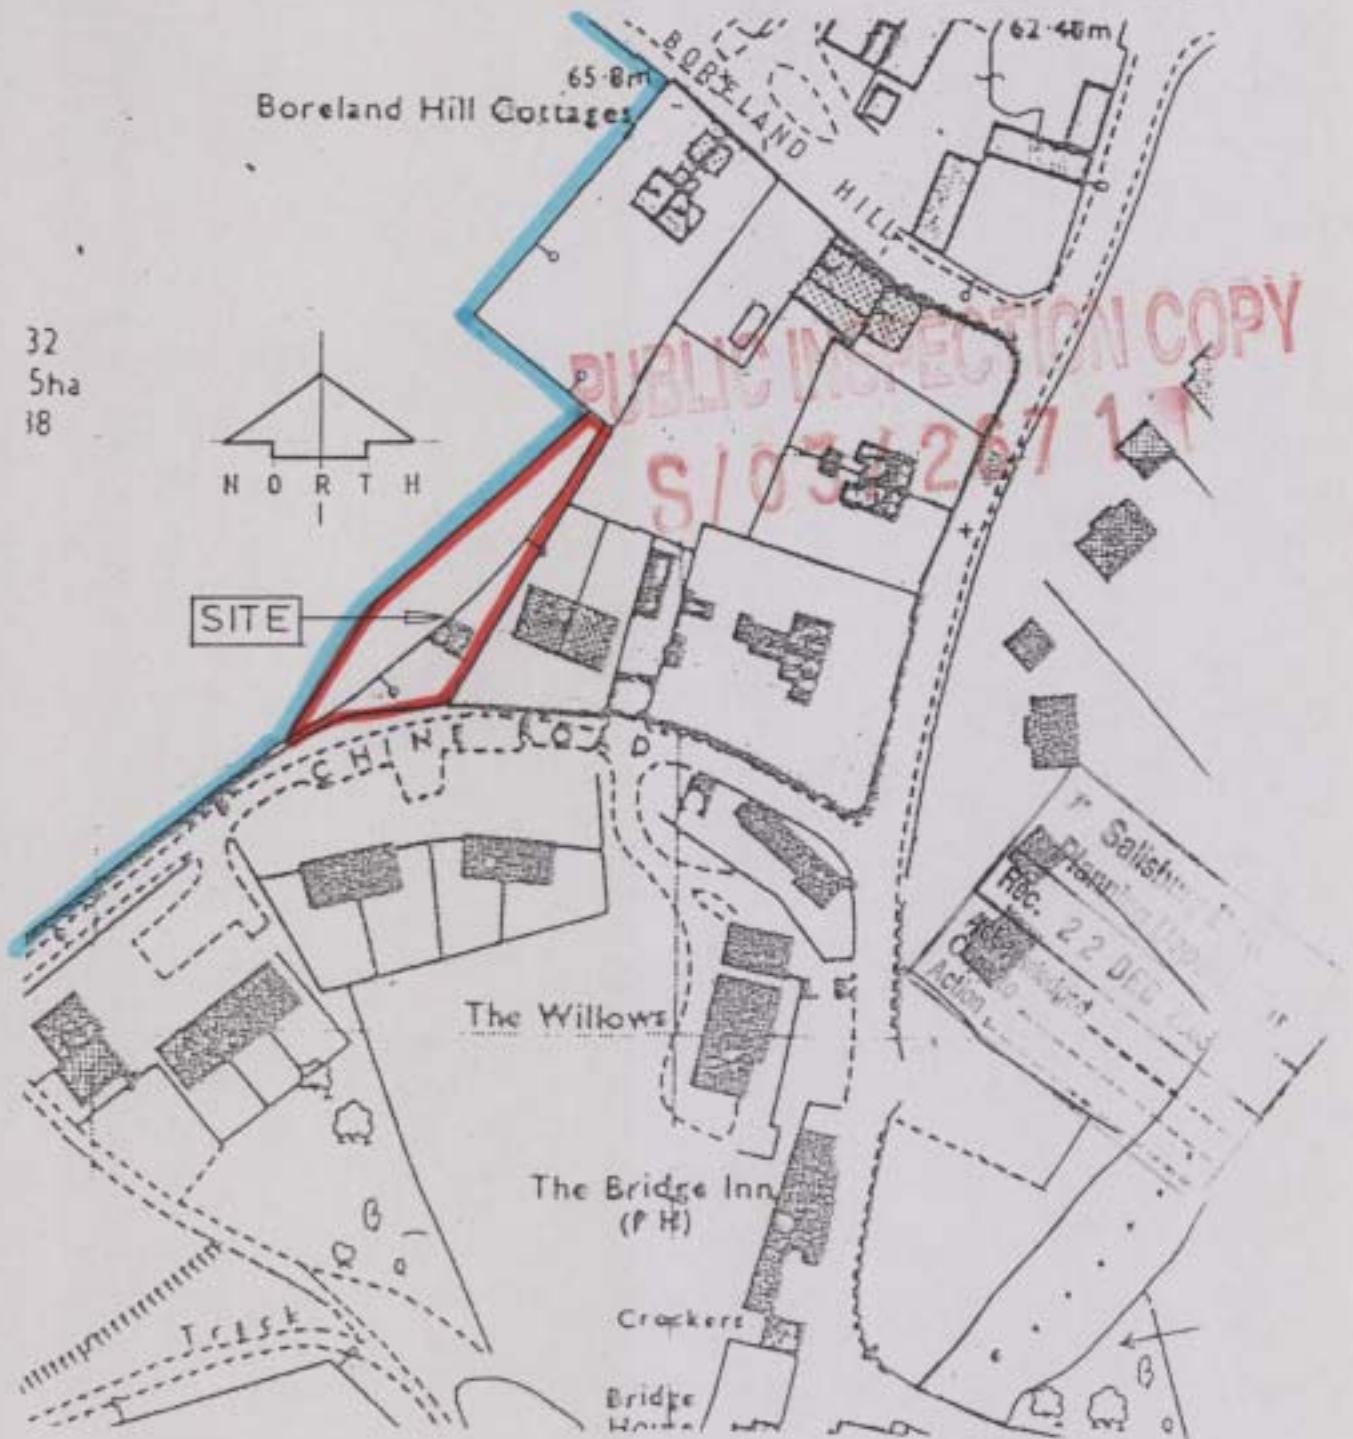 62·48m
65·8m
BORELAND HILL
Boreland Hill Cottages
32
5ha
38
NORTH
PUBLIC INSPECTION COPY
SITE
CHINE ROAD
Salisbury
Rec. 22 DEC
Action
The Willows
The Bridge Inn
(P H)
Track
Crockers
Bridge
House